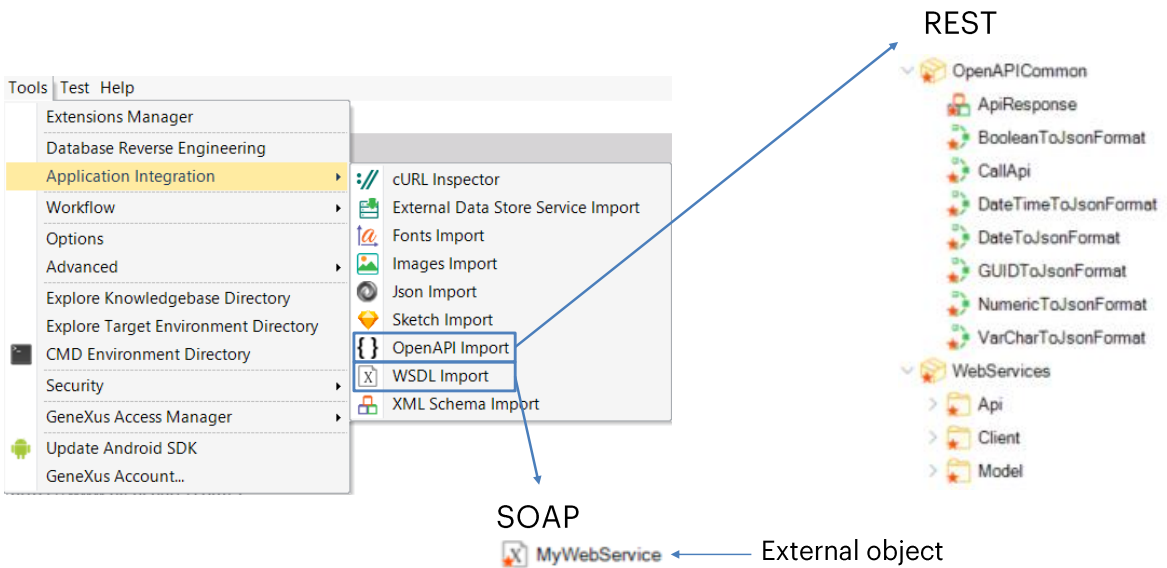 REST
OpenAPICommon
ApiResponse
BooleanToJsonFormat
CallApi
DateTimeToJsonFormat
DateToJsonFormat
GUIDToJsonFormat
NumericToJsonFormat
VarCharToJsonFormat
WebServices
Api
Client
Model
Tools Test Help
Extensions Manager
Database Reverse Engineering
Application Integration
Workflow
Options
Advanced
Explore Knowledgebase Directory
Explore Target Environment Directory
CMD Environment Directory
Security
GeneXus Access Manager
Update Android SDK
GeneXus Account...
cURL Inspector
External Data Store Service Import
Fonts Import
Images Import
Json Import
Sketch Import
OpenAPI Import
WSDL Import
XML Schema Import
SOAP
MyWebService
External object